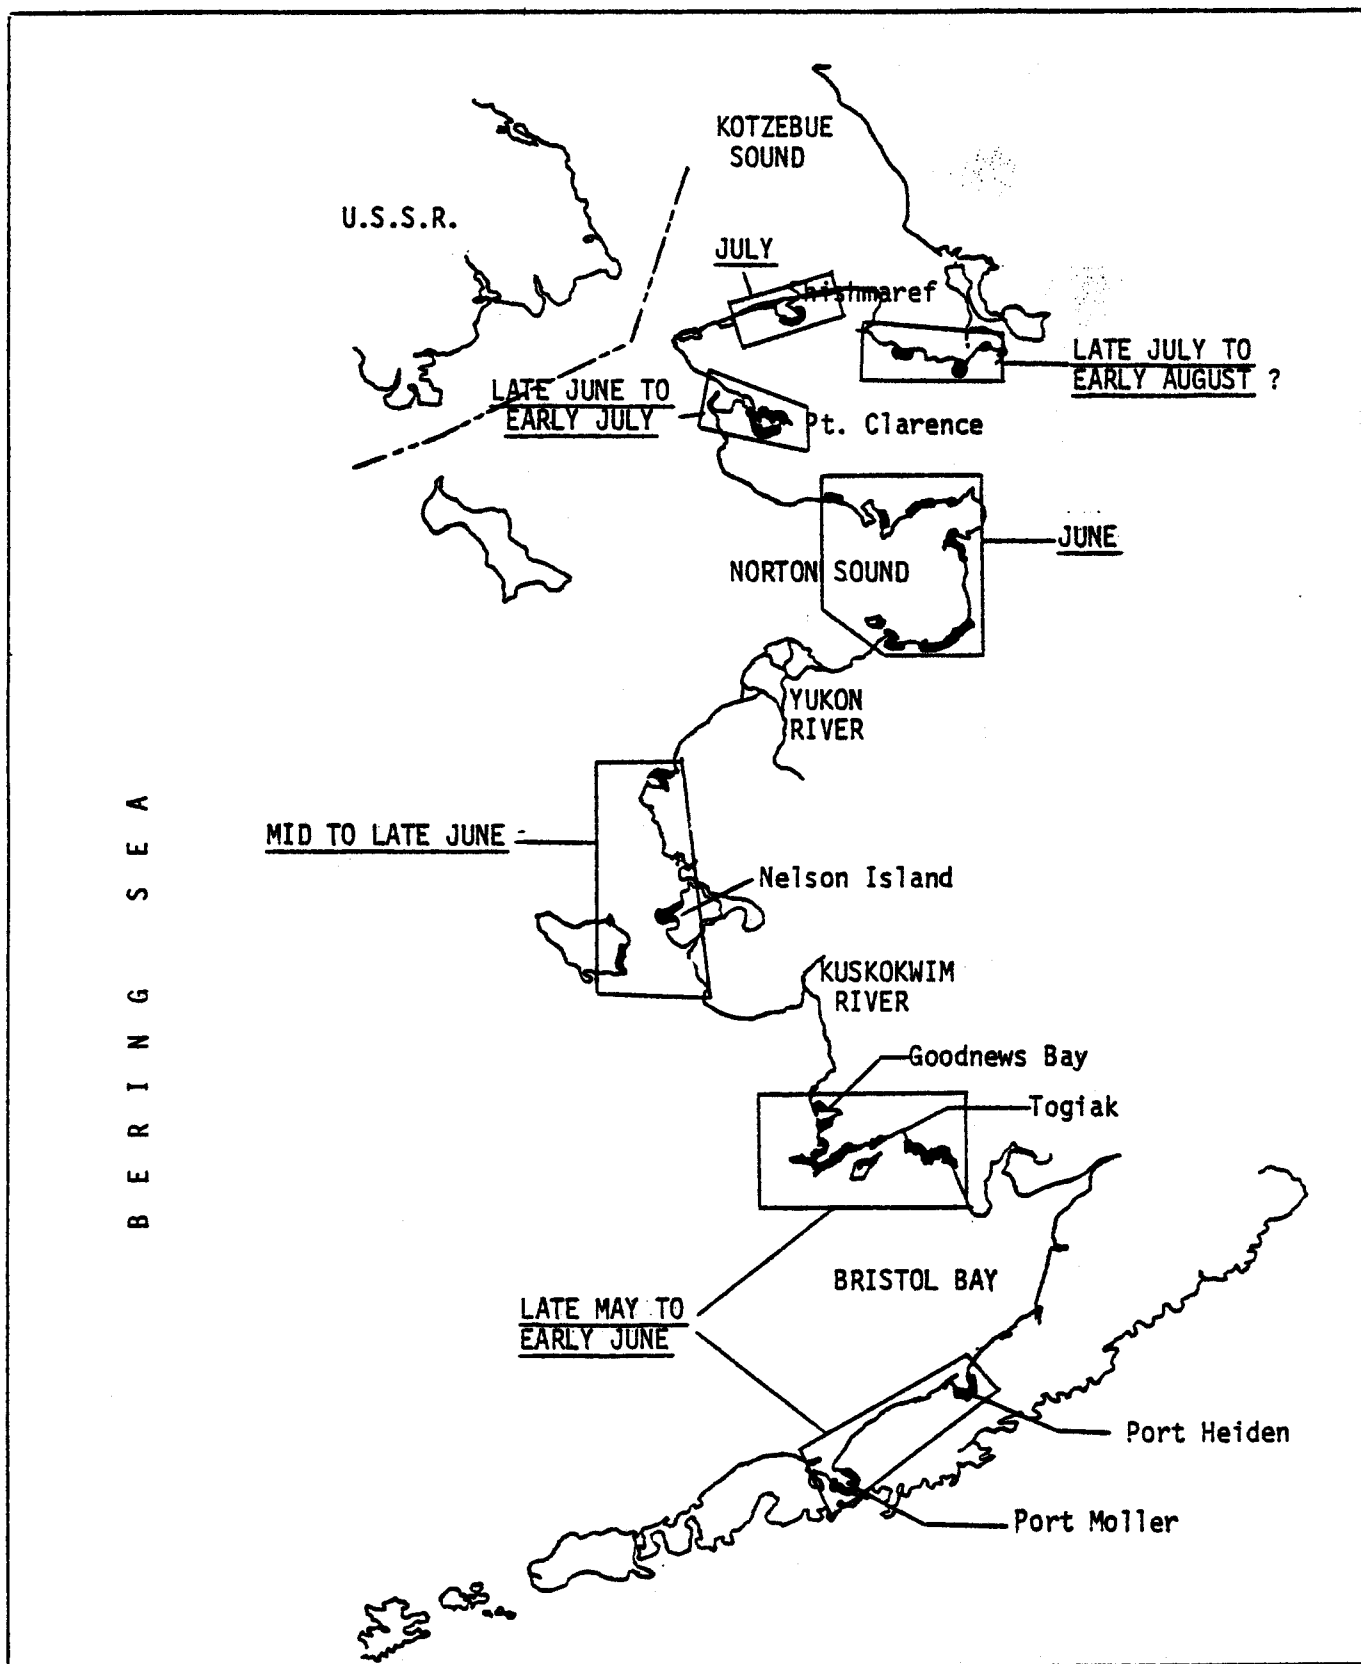 KOTZEBUE
SOUND
U.S.S.R.
JULY
Shishmaref
LATE JULY TO
EARLY AUGUST ?
LATE JUNE TO
EARLY JULY
Pt. Clarence
JUNE
NORTON SOUND
YUKON
RIVER
BERING SEA
MID TO LATE JUNE
Nelson Island
KUSKOKWIM
RIVER
Goodnews Bay
Togiak
BRISTOL BAY
LATE MAY TO
EARLY JUNE
Port Heiden
Port Moller